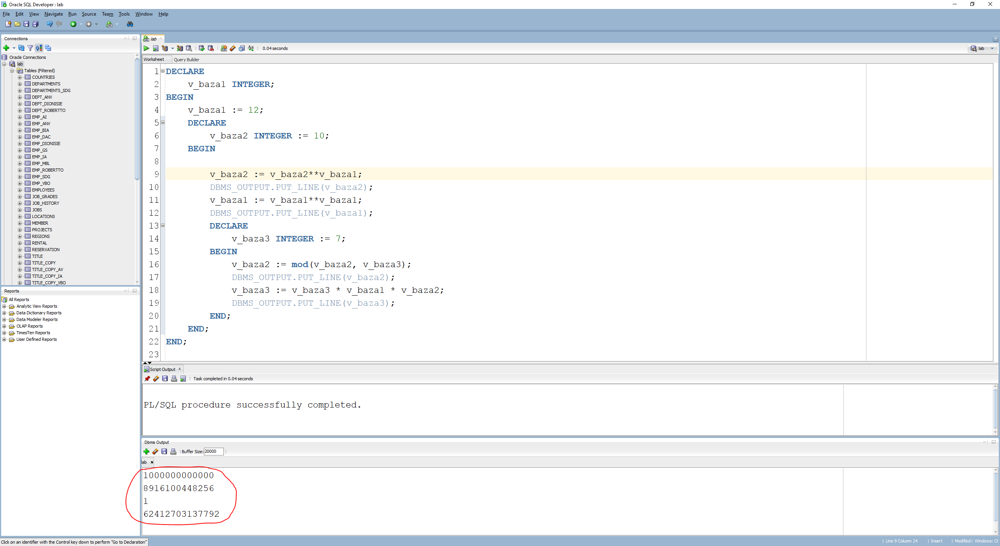 Oracle SQL Developer : lab
File Edit View Navigate Run Source Team Tools Window Help
Connections
Oracle Connections
lab
Tables (Filtered)
COUNTRIES
DEPARTMENTS
DEPARTMENTS_SDG
DEPT_ANV
DEPT_DIONISIE
DEPT_ROBERTTO
EMP_AI
EMP_ANV
EMP_BIA
EMP_DAC
EMP_DIONISIE
EMP_GS
EMP_IA
EMP_MBL
EMP_ROBERTTO
EMP_SDG
EMP_VBO
EMPLOYEES
JOB_GRADES
JOB_HISTORY
JOBS
LOCATIONS
MEMBER
PROJECTS
REGIONS
RENTAL
RESERVATION
TITLE
TITLE_COPY
TITLE_COPY_AV
TITLE_COPY_IA
TITLE_COPY_VBO
Reports
All Reports
Analytic View Reports
Data Dictionary Reports
Data Modeler Reports
OLAP Reports
TimesTen Reports
User Defined Reports
lab
0.04 seconds
lab
Worksheet Query Builder
1 DECLARE
2 v_baza1 INTEGER;
3 BEGIN
4 v_baza1 := 12;
5 DECLARE
6 v_baza2 INTEGER := 10;
7 BEGIN
8
9 v_baza2 := v_baza2**v_baza1;
10 DBMS_OUTPUT.PUT_LINE(v_baza2);
11 v_baza1 := v_baza1**v_baza1;
12 DBMS_OUTPUT.PUT_LINE(v_baza1);
13 DECLARE
14 v_baza3 INTEGER := 7;
15 BEGIN
16 v_baza2 := mod(v_baza2, v_baza3);
17 DBMS_OUTPUT.PUT_LINE(v_baza2);
18 v_baza3 := v_baza3 * v_baza1 * v_baza2;
19 DBMS_OUTPUT.PUT_LINE(v_baza3);
20 END;
21 END;
22 END;
23
Script Output x
Task completed in 0.04 seconds
PL/SQL procedure successfully completed.
Dbms Output
Buffer Size: 20000
lab
1000000000000
8916100448256
1
62412703137792
Click on an identifier with the Control key down to perform "Go to Declaration"
Line 9 Column 24 | Insert | Modified | Windows: